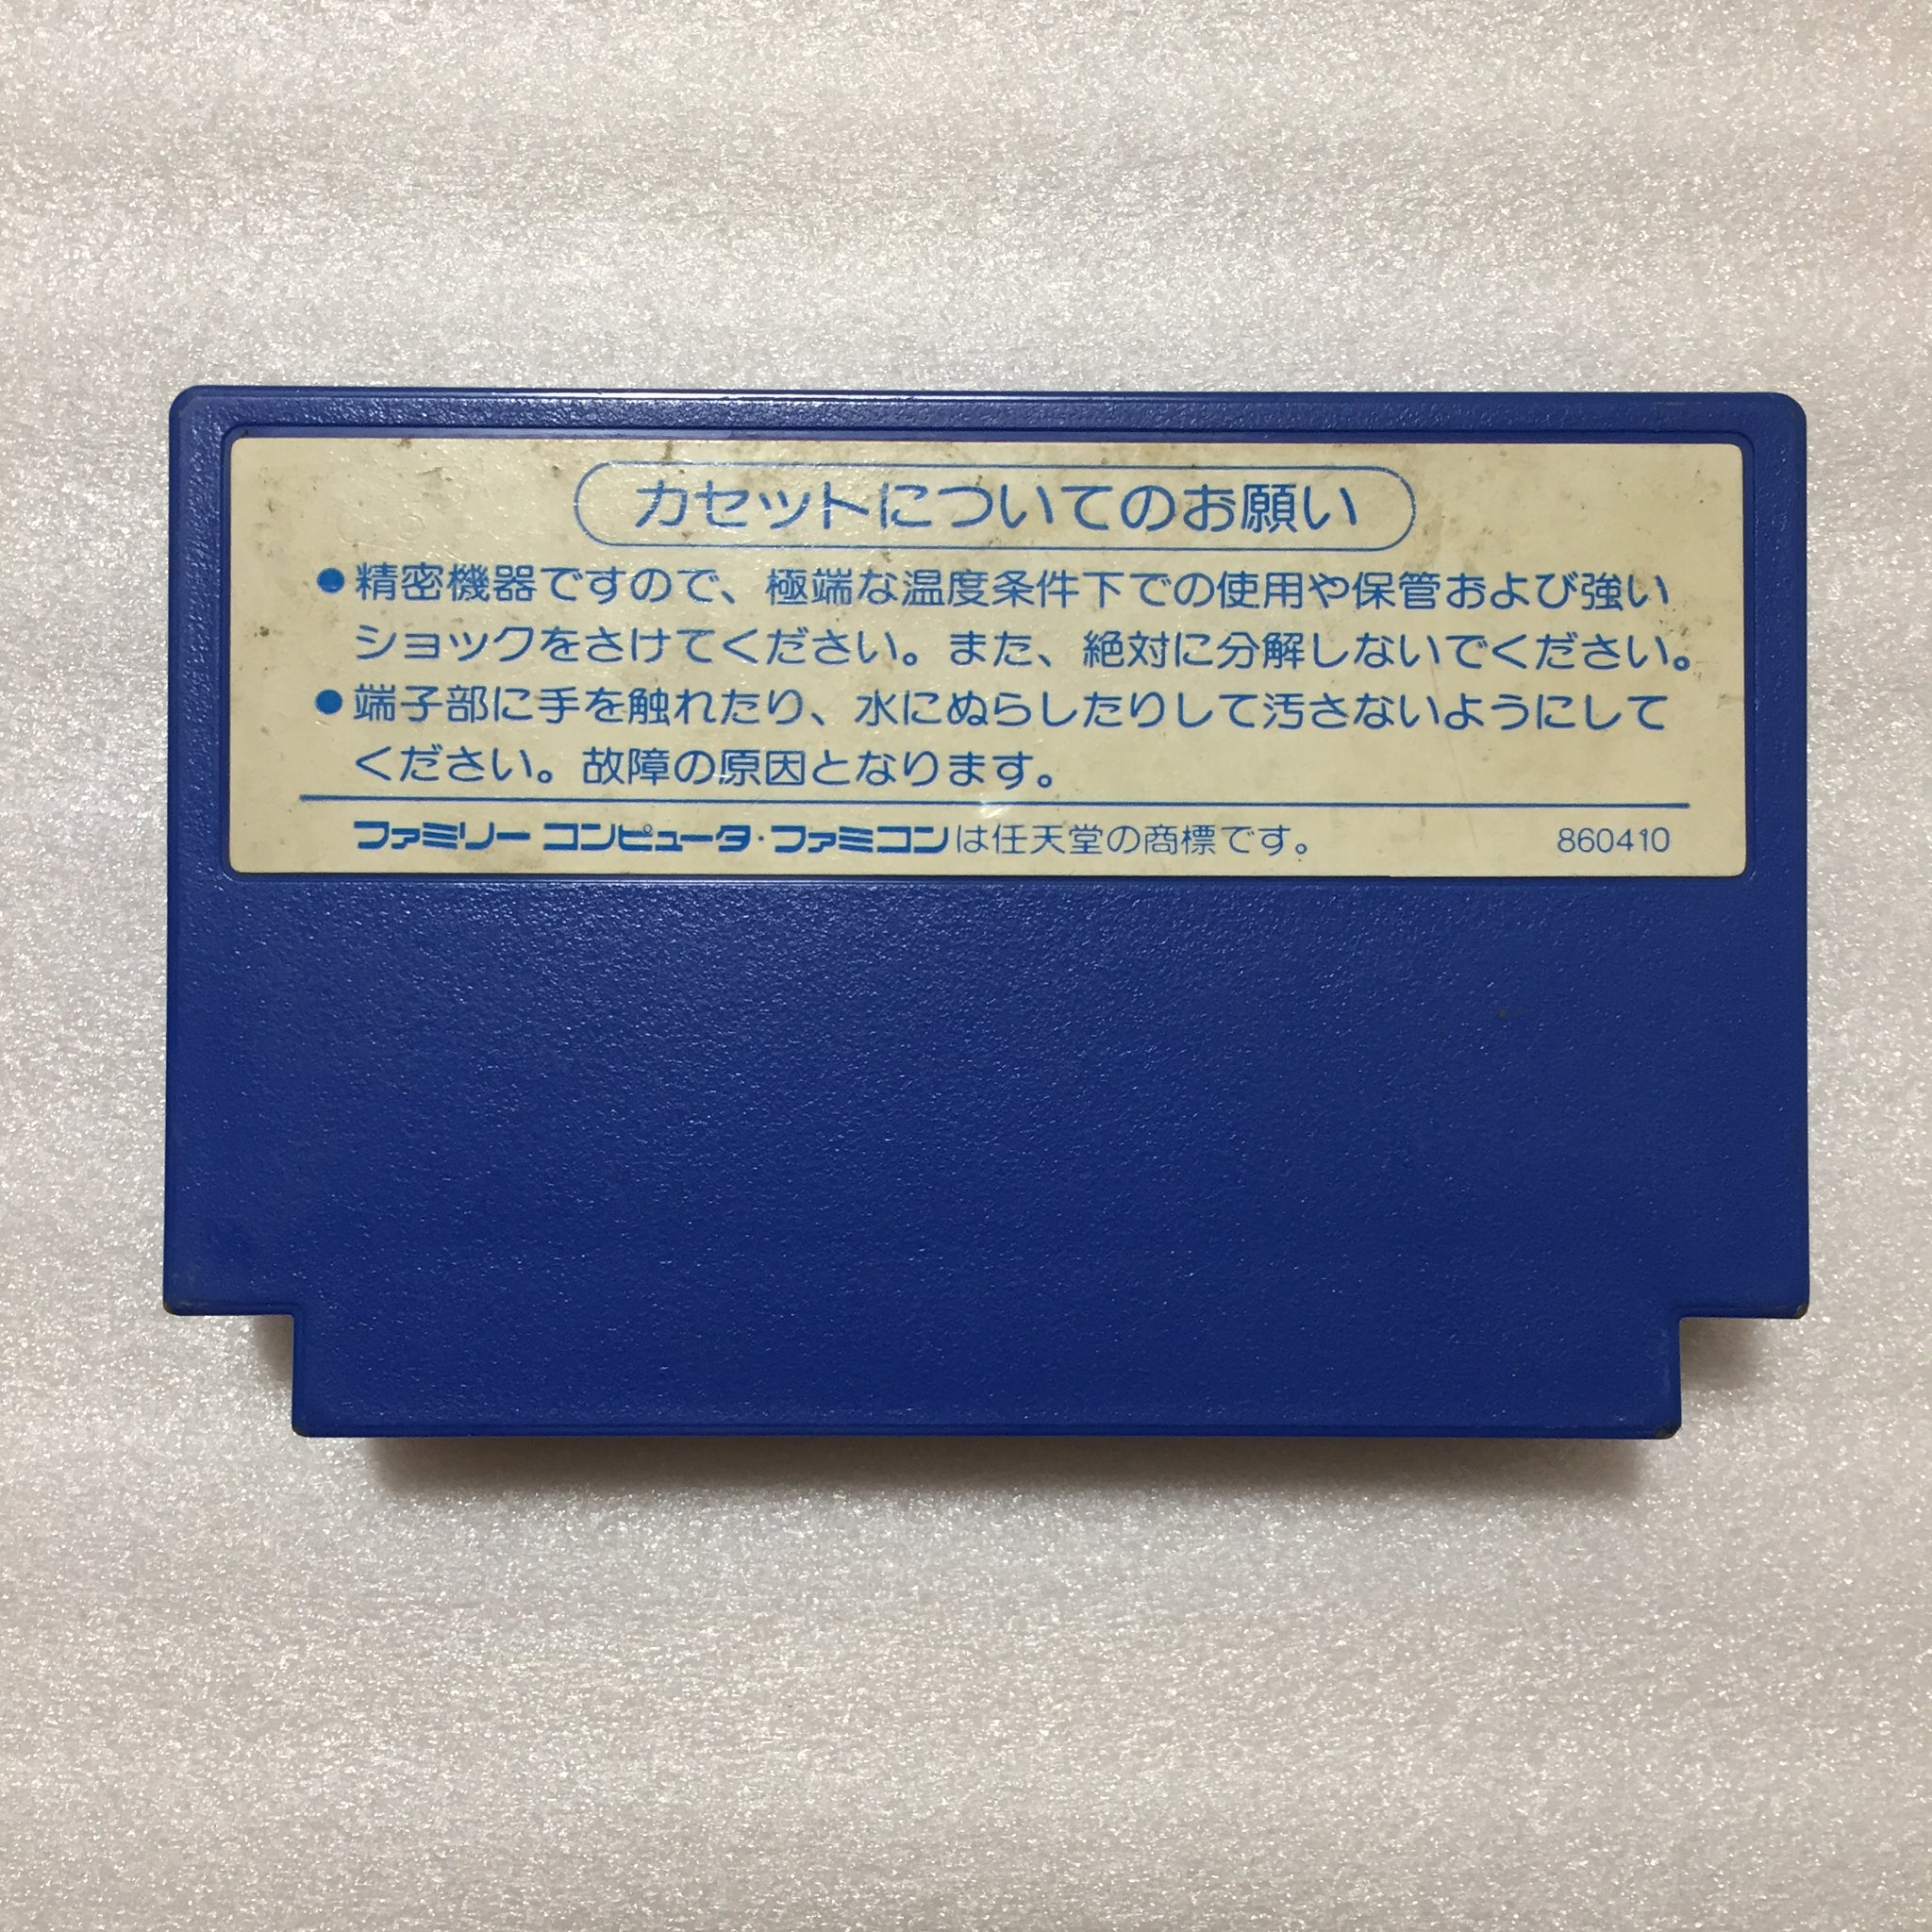 カセットについてのお願い
●精密機器ですので、極端な温度条件下での使用や保管および強い
ショックをさけてください。また、絶対に分解しないでください。
●端子部に手を触れたり、水にぬらしたりして汚さないようにして
ください。故障の原因となります。
ファミリー コンピュータ・ファミコンは任天堂の商標です。 860410